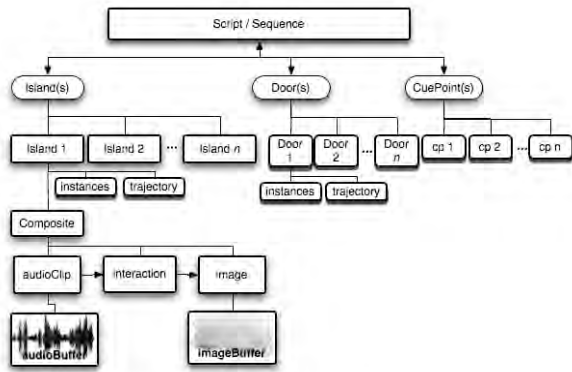 Script / Sequence
Island(s)
Door(s)
CuePoint(s)
Island 1
Island 2
...
Island n
Door
1
Door
2
...
Door
n
cp 1
cp 2
...
cp n
instances
trajectory
instances
trajectory
Composite
audioClip
interaction
image
audioBuffer
imageBuffer